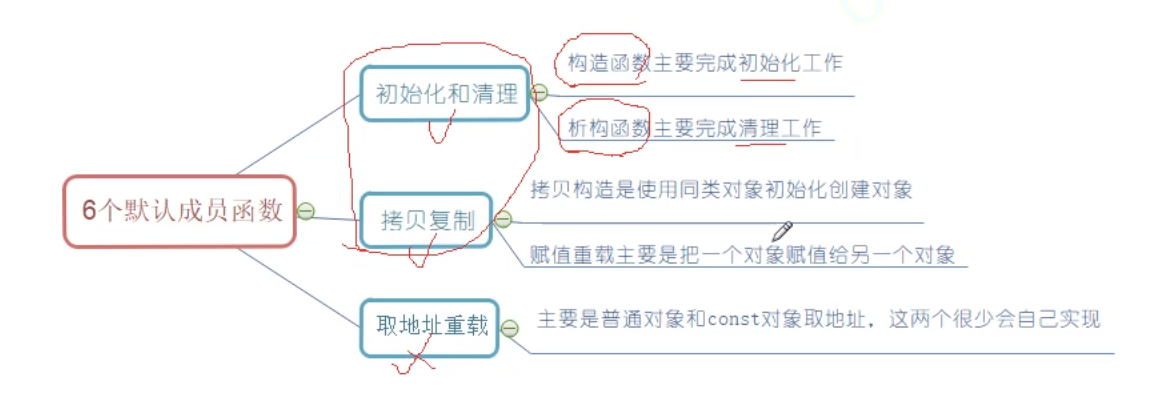 构造函数主要完成初始化工作
初始化和清理
析构函数主要完成清理工作
拷贝构造是使用同类对象初始化创建对象
6个默认成员函数
拷贝复制
赋值重载主要是把一个对象赋值给另一个对象
取地址重载
主要是普通对象和const对象取地址，这两个很少会自己实现